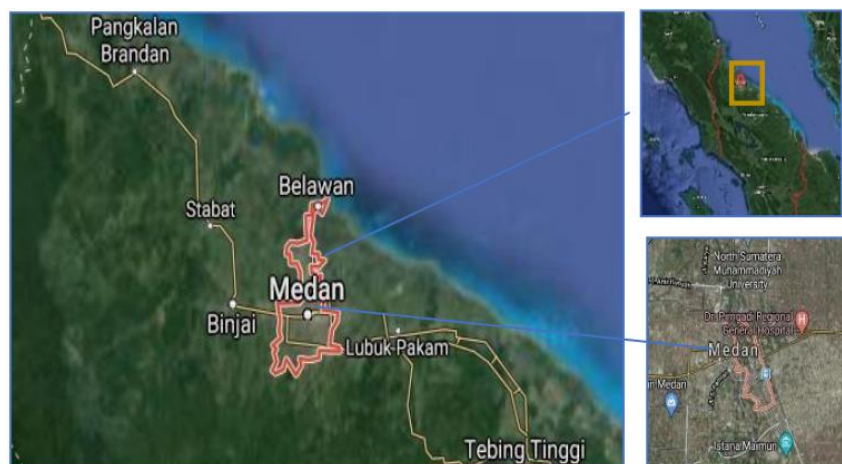 Pangkalan
Brandan
Belawan
Stabat
Medan
Binjai
Lubuk Pakam
Tebing Tinggi
North Sumatera
Muhammadiyah
University
Dr. Pirngadi Regional
General Hospital
H
Medan
Medan
Istana Maimun